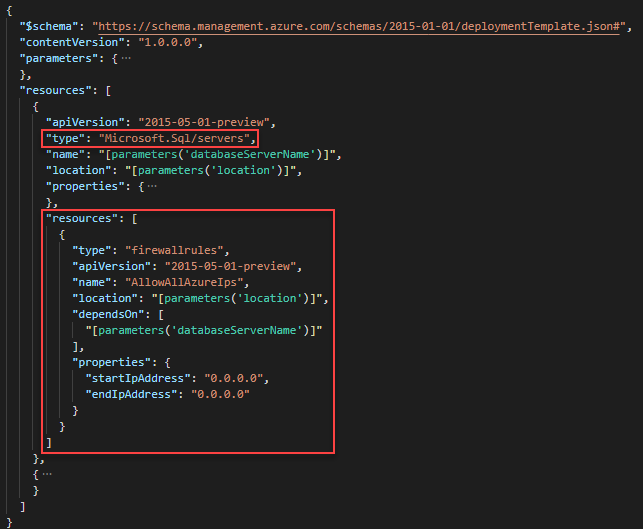 {
"$schema": "https://schema.management.azure.com/schemas/2015-01-01/deploymentTemplate.json#",
"contentVersion": "1.0.0.0",
"parameters": { ···
},
"resources": [
{
"apiVersion": "2015-05-01-preview",
"type": "Microsoft.Sql/servers",
"name": "[parameters('databaseServerName')]",
"location": "[parameters('location')]",
"properties": { ···
},
"resources": [
{
"type": "firewallrules",
"apiVersion": "2015-05-01-preview",
"name": "AllowAllAzureIps",
"location": "[parameters('location')]",
"dependsOn": [
"[parameters('databaseServerName')]"
],
"properties": {
"startIpAddress": "0.0.0.0",
"endIpAddress": "0.0.0.0"
}
}
]
},
{ ···
}
]
}